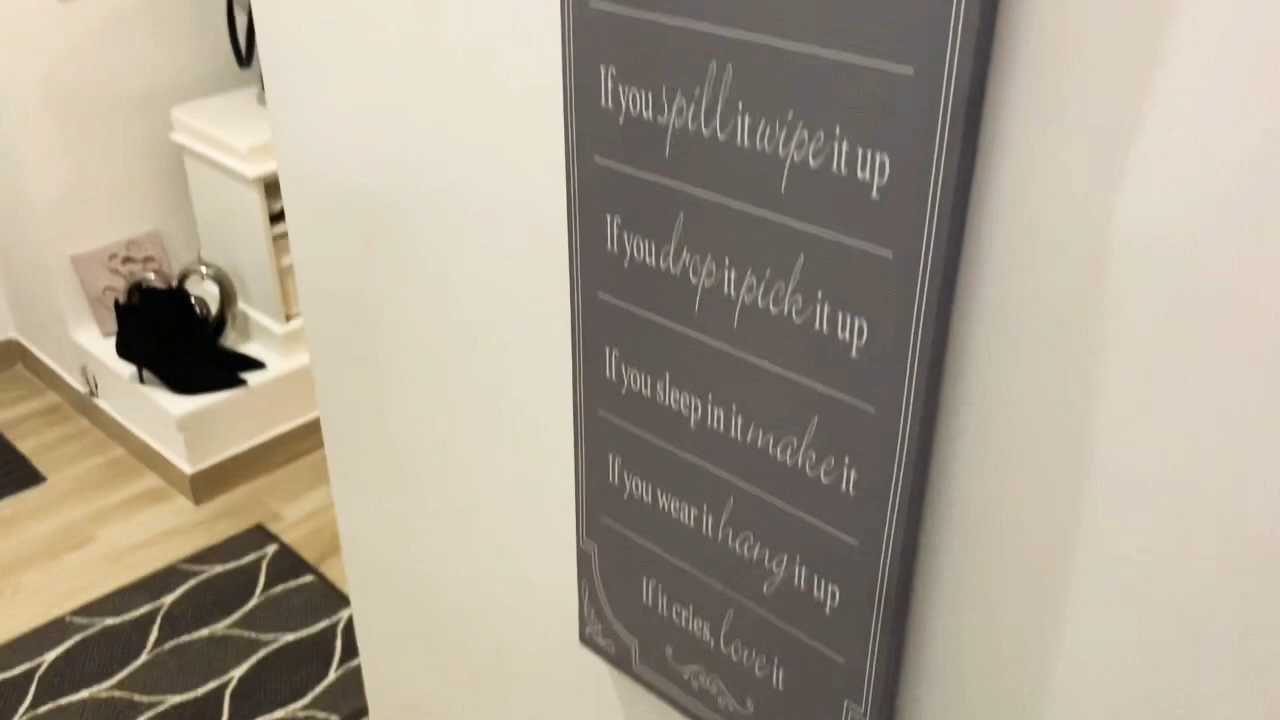 If you spill it wipe it up
If you drop it pick it up
If you sleep in it make it
If you wear it hang it up
If it cries, love it